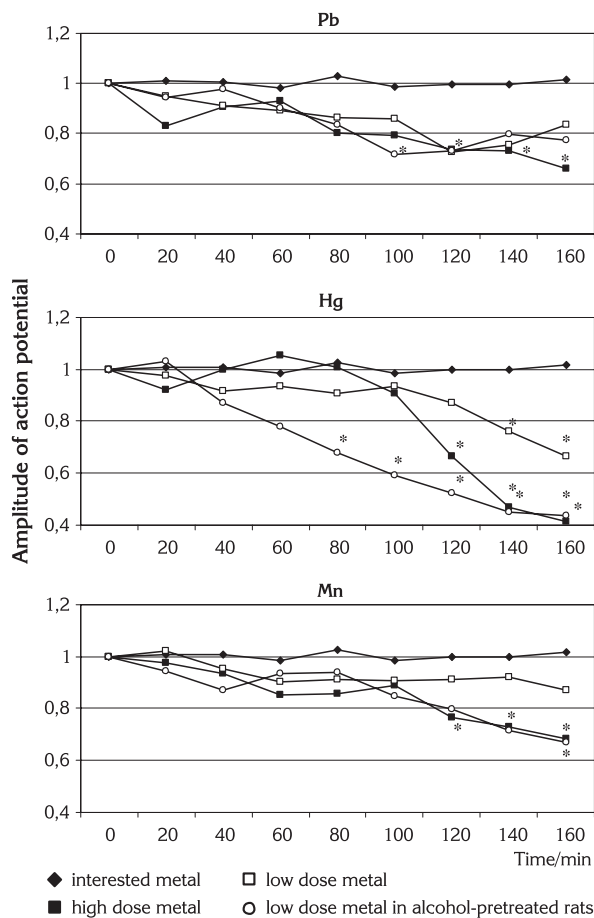 Pb
1,2
1
0,8
0,6
0,4
0 20 40 60 80 100 120 140 160
* * * *
Amplitude of action potential
Hg
1,2
1
0,8
0,6
0,4
0 20 40 60 80 100 120 140 160
* * * * * * * * * *
Mn
1,2
1
0,8
0,6
0,4
0 20 40 60 80 100 120 140 160
* * * *
Time/min
interested metal
low dose metal
high dose metal
low dose metal in alcohol-pretreated rats